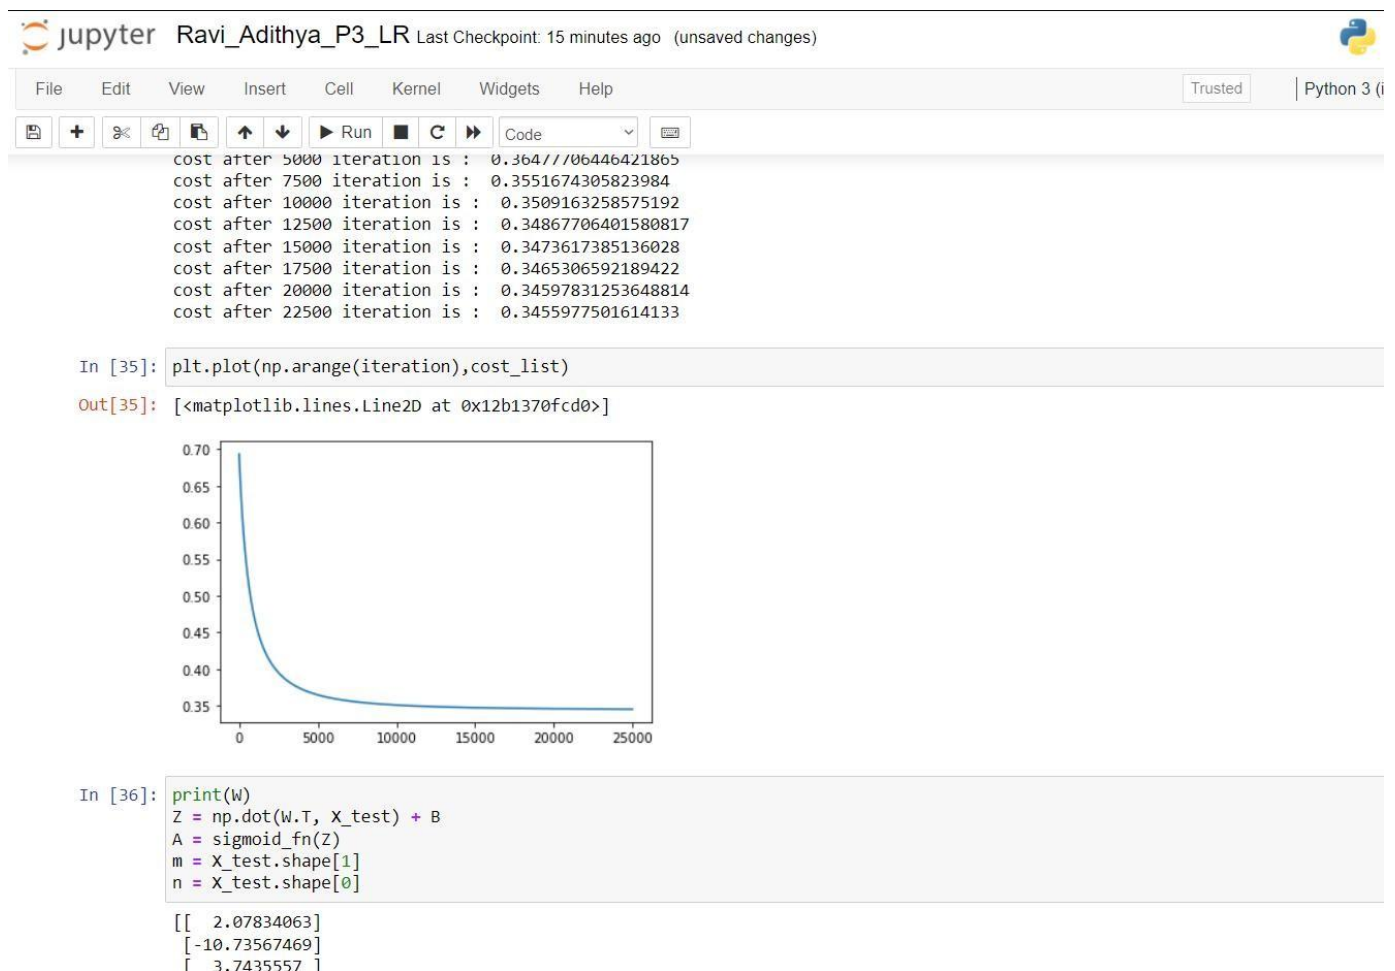 jupyter Ravi_Adithya_P3_LR Last Checkpoint: 15 minutes ago (unsaved changes)
File Edit View Insert Cell Kernel Widgets Help Trusted Python 3 (i
Run Code
cost after 5000 iteration is :  0.36477706446421865
cost after 7500 iteration is :  0.3551674305823984
cost after 10000 iteration is :  0.3509163258575192
cost after 12500 iteration is :  0.34867706401580817
cost after 15000 iteration is :  0.3473617385136028
cost after 17500 iteration is :  0.3465306592189422
cost after 20000 iteration is :  0.34597831253648814
cost after 22500 iteration is :  0.3455977501614133
In [35]: plt.plot(np.arange(iteration),cost_list)
Out[35]: [<matplotlib.lines.Line2D at 0x12b1370fcd0>]
0.70
0.65
0.60
0.55
0.50
0.45
0.40
0.35
0 5000 10000 15000 20000 25000
In [36]: print(W)
Z = np.dot(W.T, X_test) + B
A = sigmoid_fn(Z)
m = X_test.shape[1]
n = X_test.shape[0]
[[  2.07834063]
[-10.73567469]
[  3.7435557 ]